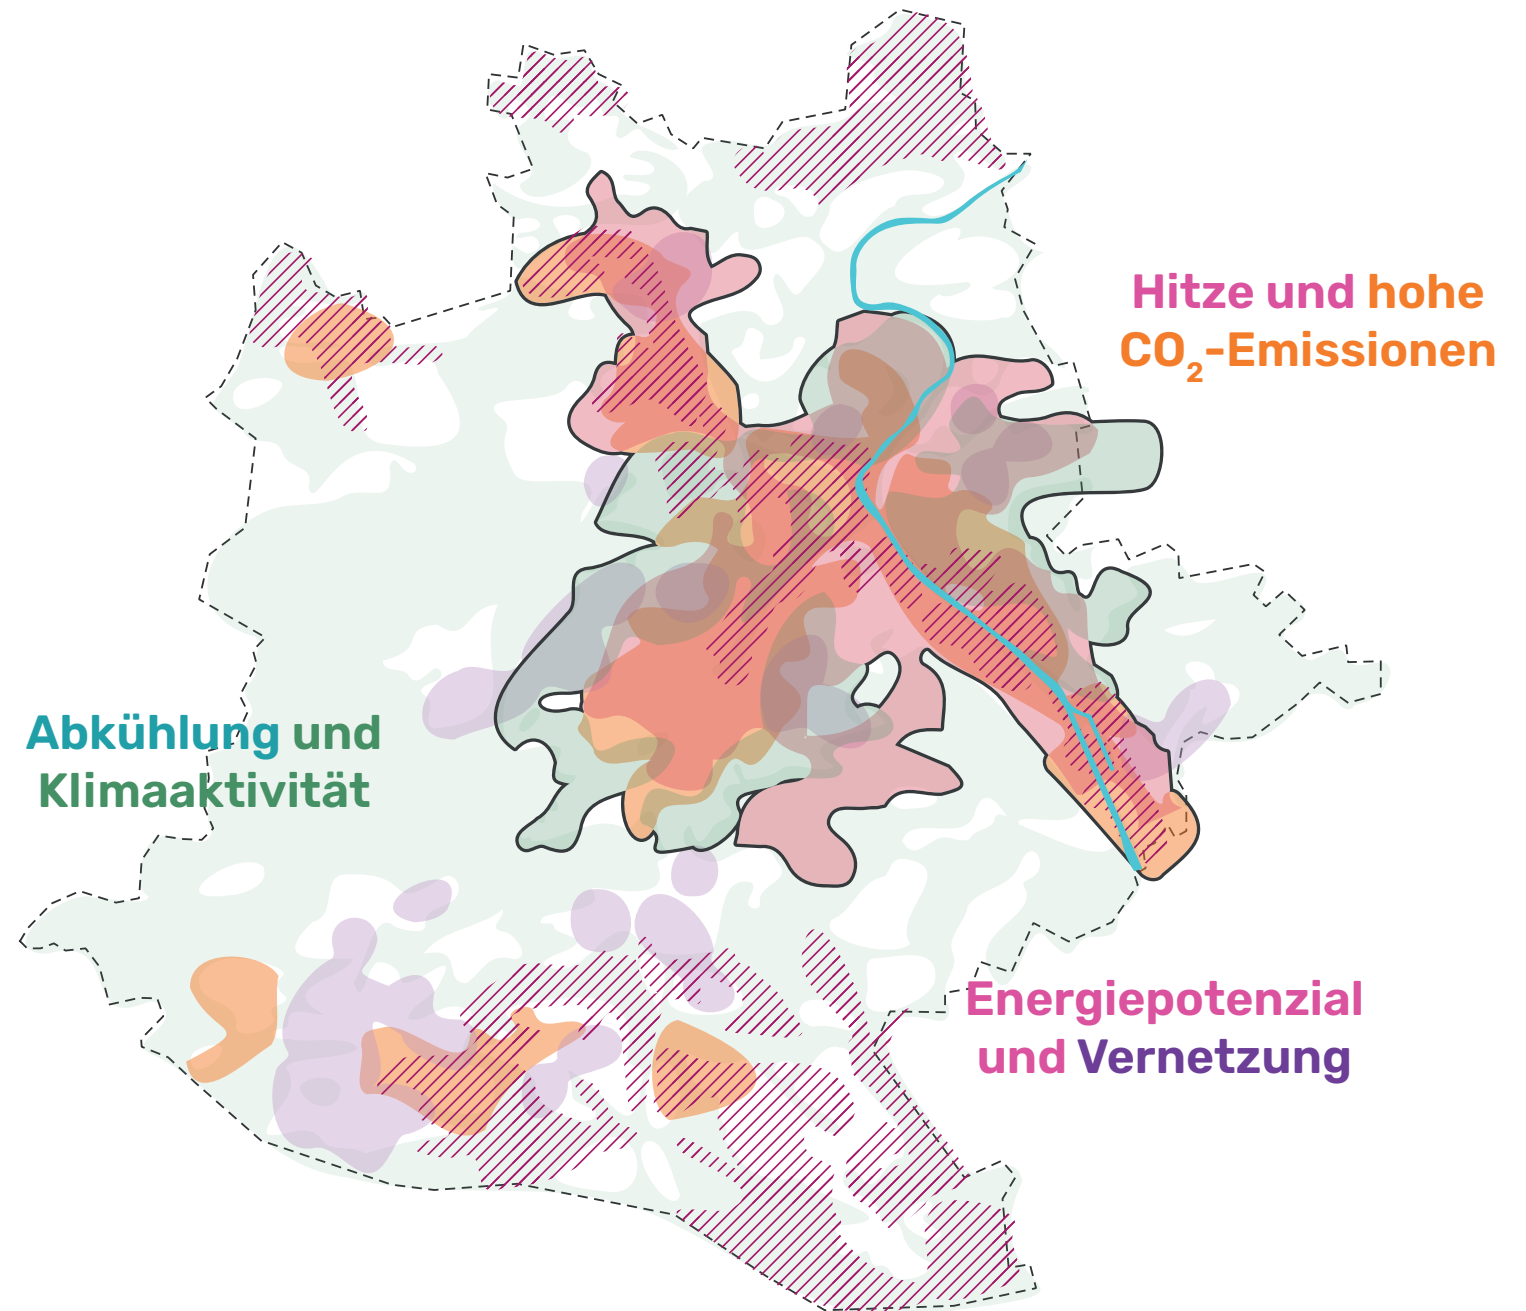 Hitze und hohe
CO₂-Emissionen
Abkühlung und
Klimaaktivität
Energiepotenzial
und Vernetzung